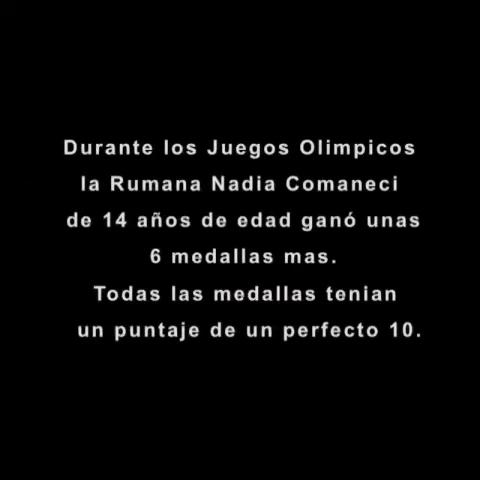 Durante los Juegos Olimpicos
la Rumana Nadia Comaneci
de 14 años de edad ganó unas
6 medallas mas.
Todas las medallas tenian
un puntaje de un perfecto 10.